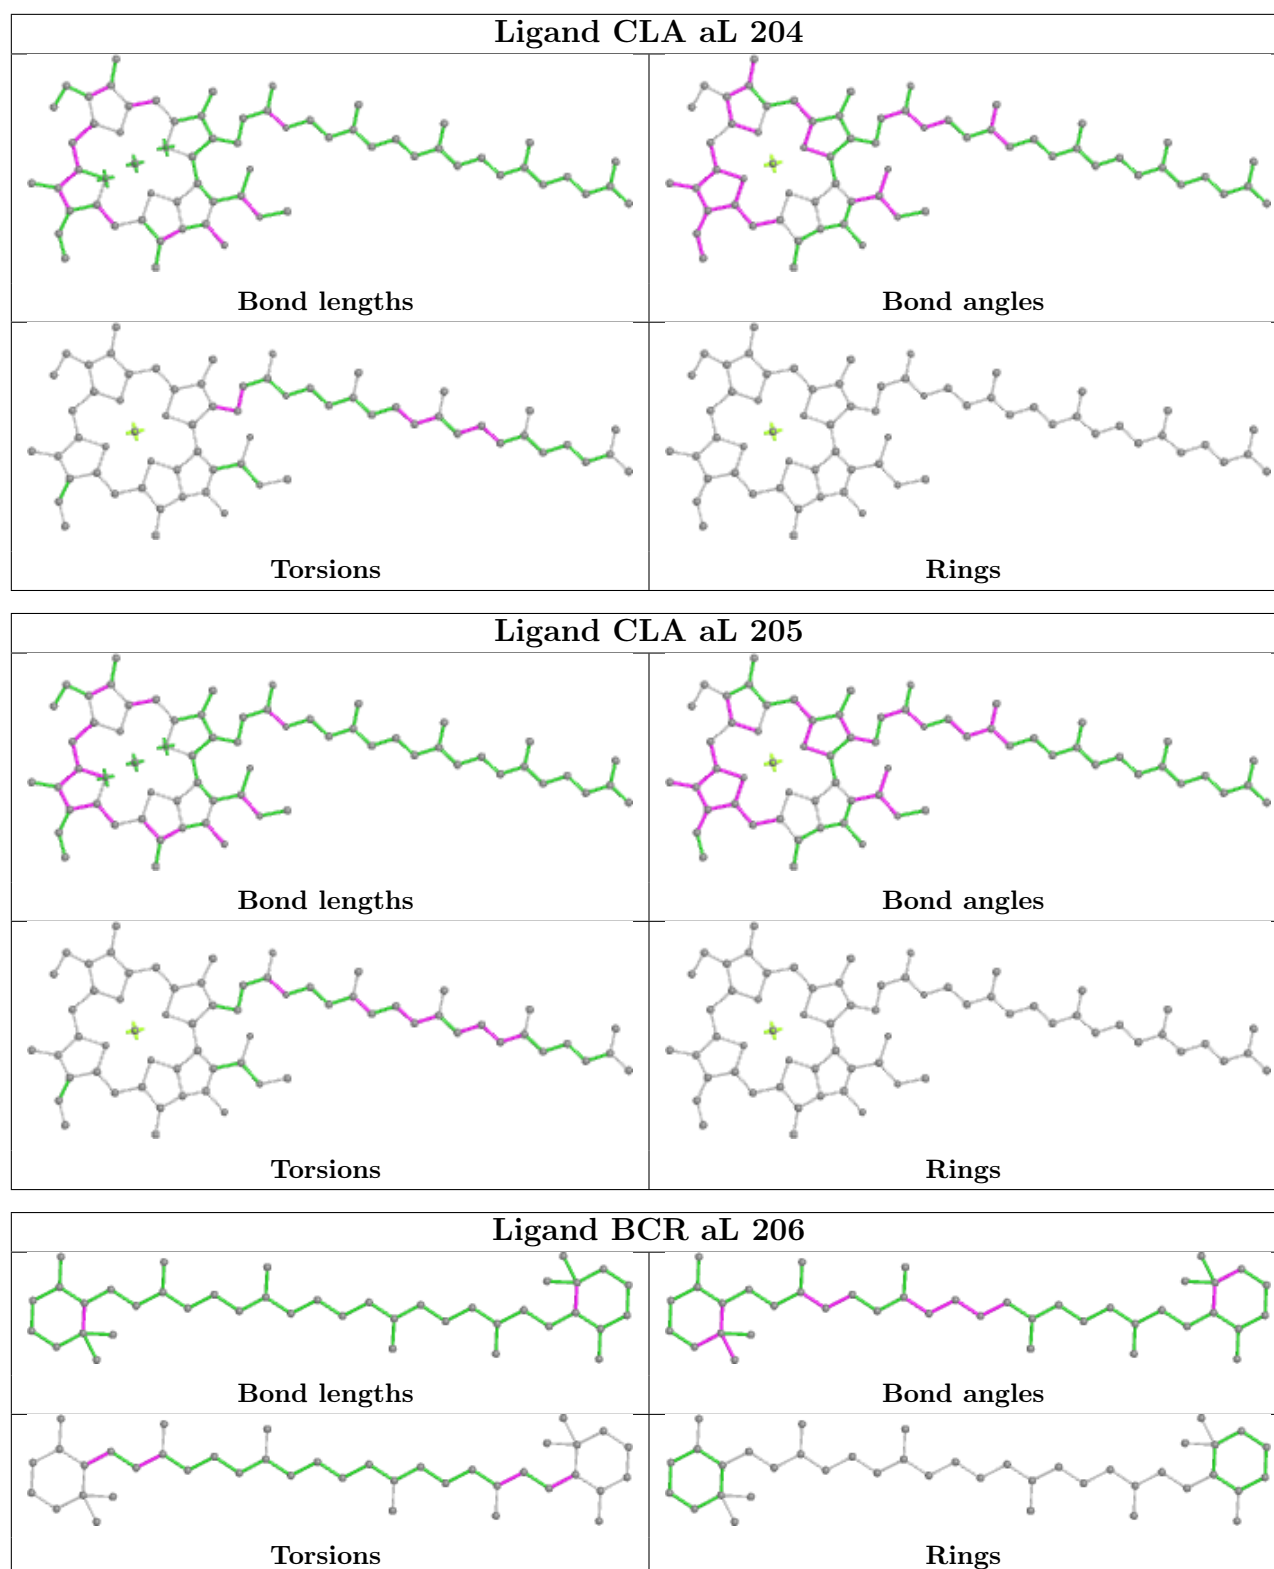 Ligand CLA aL 204
Bond lengths
Bond angles
Torsions
Rings
Ligand CLA aL 205
Bond lengths
Bond angles
Torsions
Rings
Ligand BCR aL 206
Bond lengths
Bond angles
Torsions
Rings